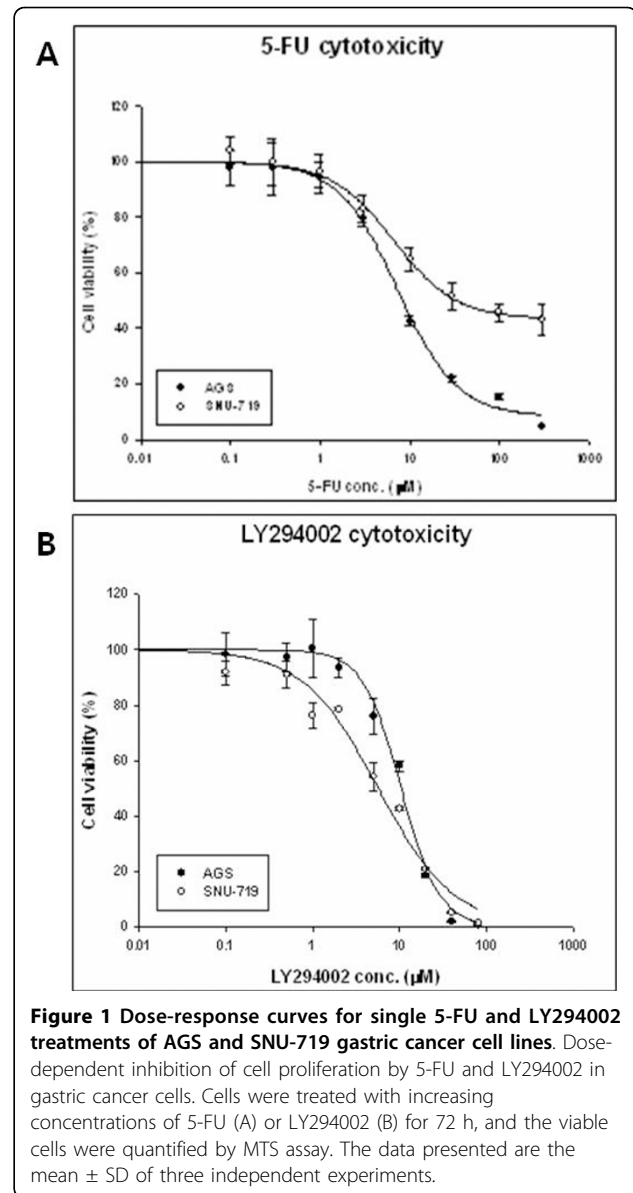 A
5-FU cytotoxicity
120
100
80
60
40
20
0
Cell viability (%)
AGS
SNU-719
0.01 0.1 1 10 100 1000
5-FU conc. (µM)
B
LY294002 cytotoxicity
120
100
80
60
40
20
0
Cell viability (%)
AGS
SNU-719
0.01 0.1 1 10 100 1000
LY294002 conc. (µM)
Figure 1 Dose-response curves for single 5-FU and LY294002
treatments of AGS and SNU-719 gastric cancer cell lines. Dose-
dependent inhibition of cell proliferation by 5-FU and LY294002 in
gastric cancer cells. Cells were treated with increasing
concentrations of 5-FU (A) or LY294002 (B) for 72 h, and the viable
cells were quantified by MTS assay. The data presented are the
mean ± SD of three independent experiments.